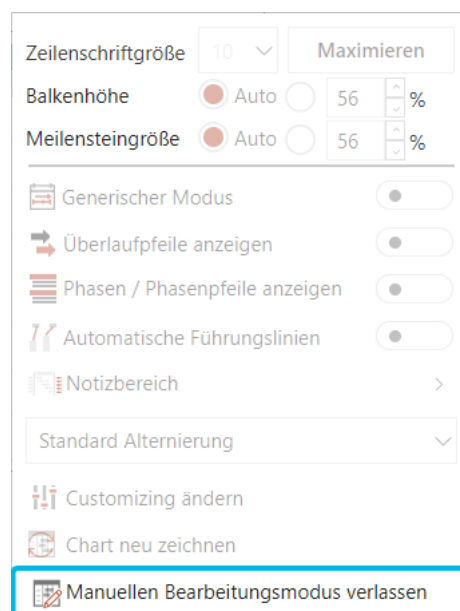 Zeilenschriftgröße 10 Maximieren
Balkenhöhe Auto 56 %
Meilensteingröße Auto 56 %
Generischer Modus
Überlaufpfeile anzeigen
Phasen / Phasenpfeile anzeigen
Automatische Führungslinien
Notizbereich
Standard Alternierung
Customizing ändern
Chart neu zeichnen
Manuellen Bearbeitungsmodus verlassen